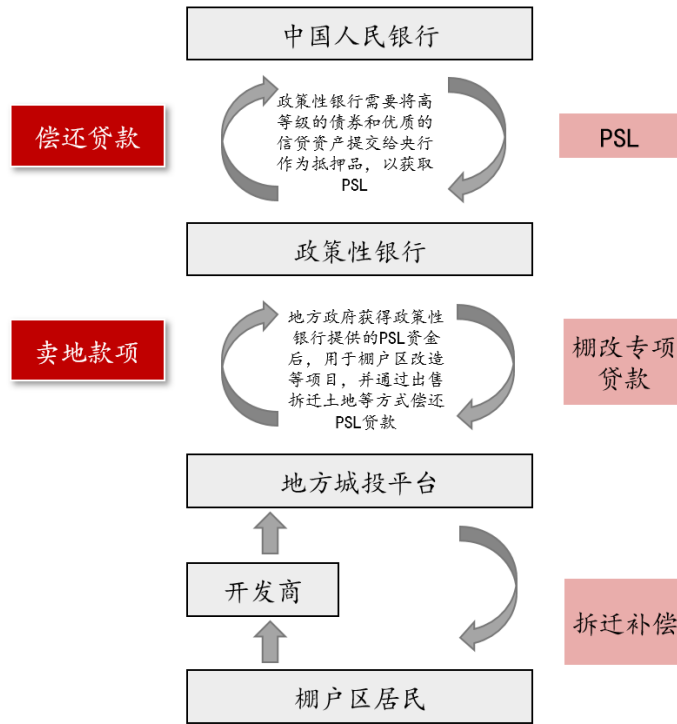 中国人民银行
偿还贷款
政策性银行需要将高
等级的债券和优质的
信贷资产提交给央行
作为抵押品，以获取
PSL
PSL
政策性银行
卖地款项
地方政府获得政策性
银行提供的PSL资金
后，用于棚户区改造
等项目，并通过出售
拆迁土地等方式偿还
PSL贷款
棚改专项
贷款
地方城投平台
开发商
拆迁补偿
棚户区居民